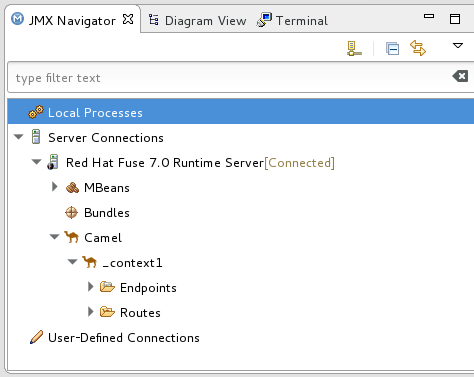 JMX Navigator Diagram View Terminal
type filter text
Local Processes
Server Connections
Red Hat Fuse 7.0 Runtime Server[Connected]
MBeans
Bundles
Camel
_context1
Endpoints
Routes
User-Defined Connections